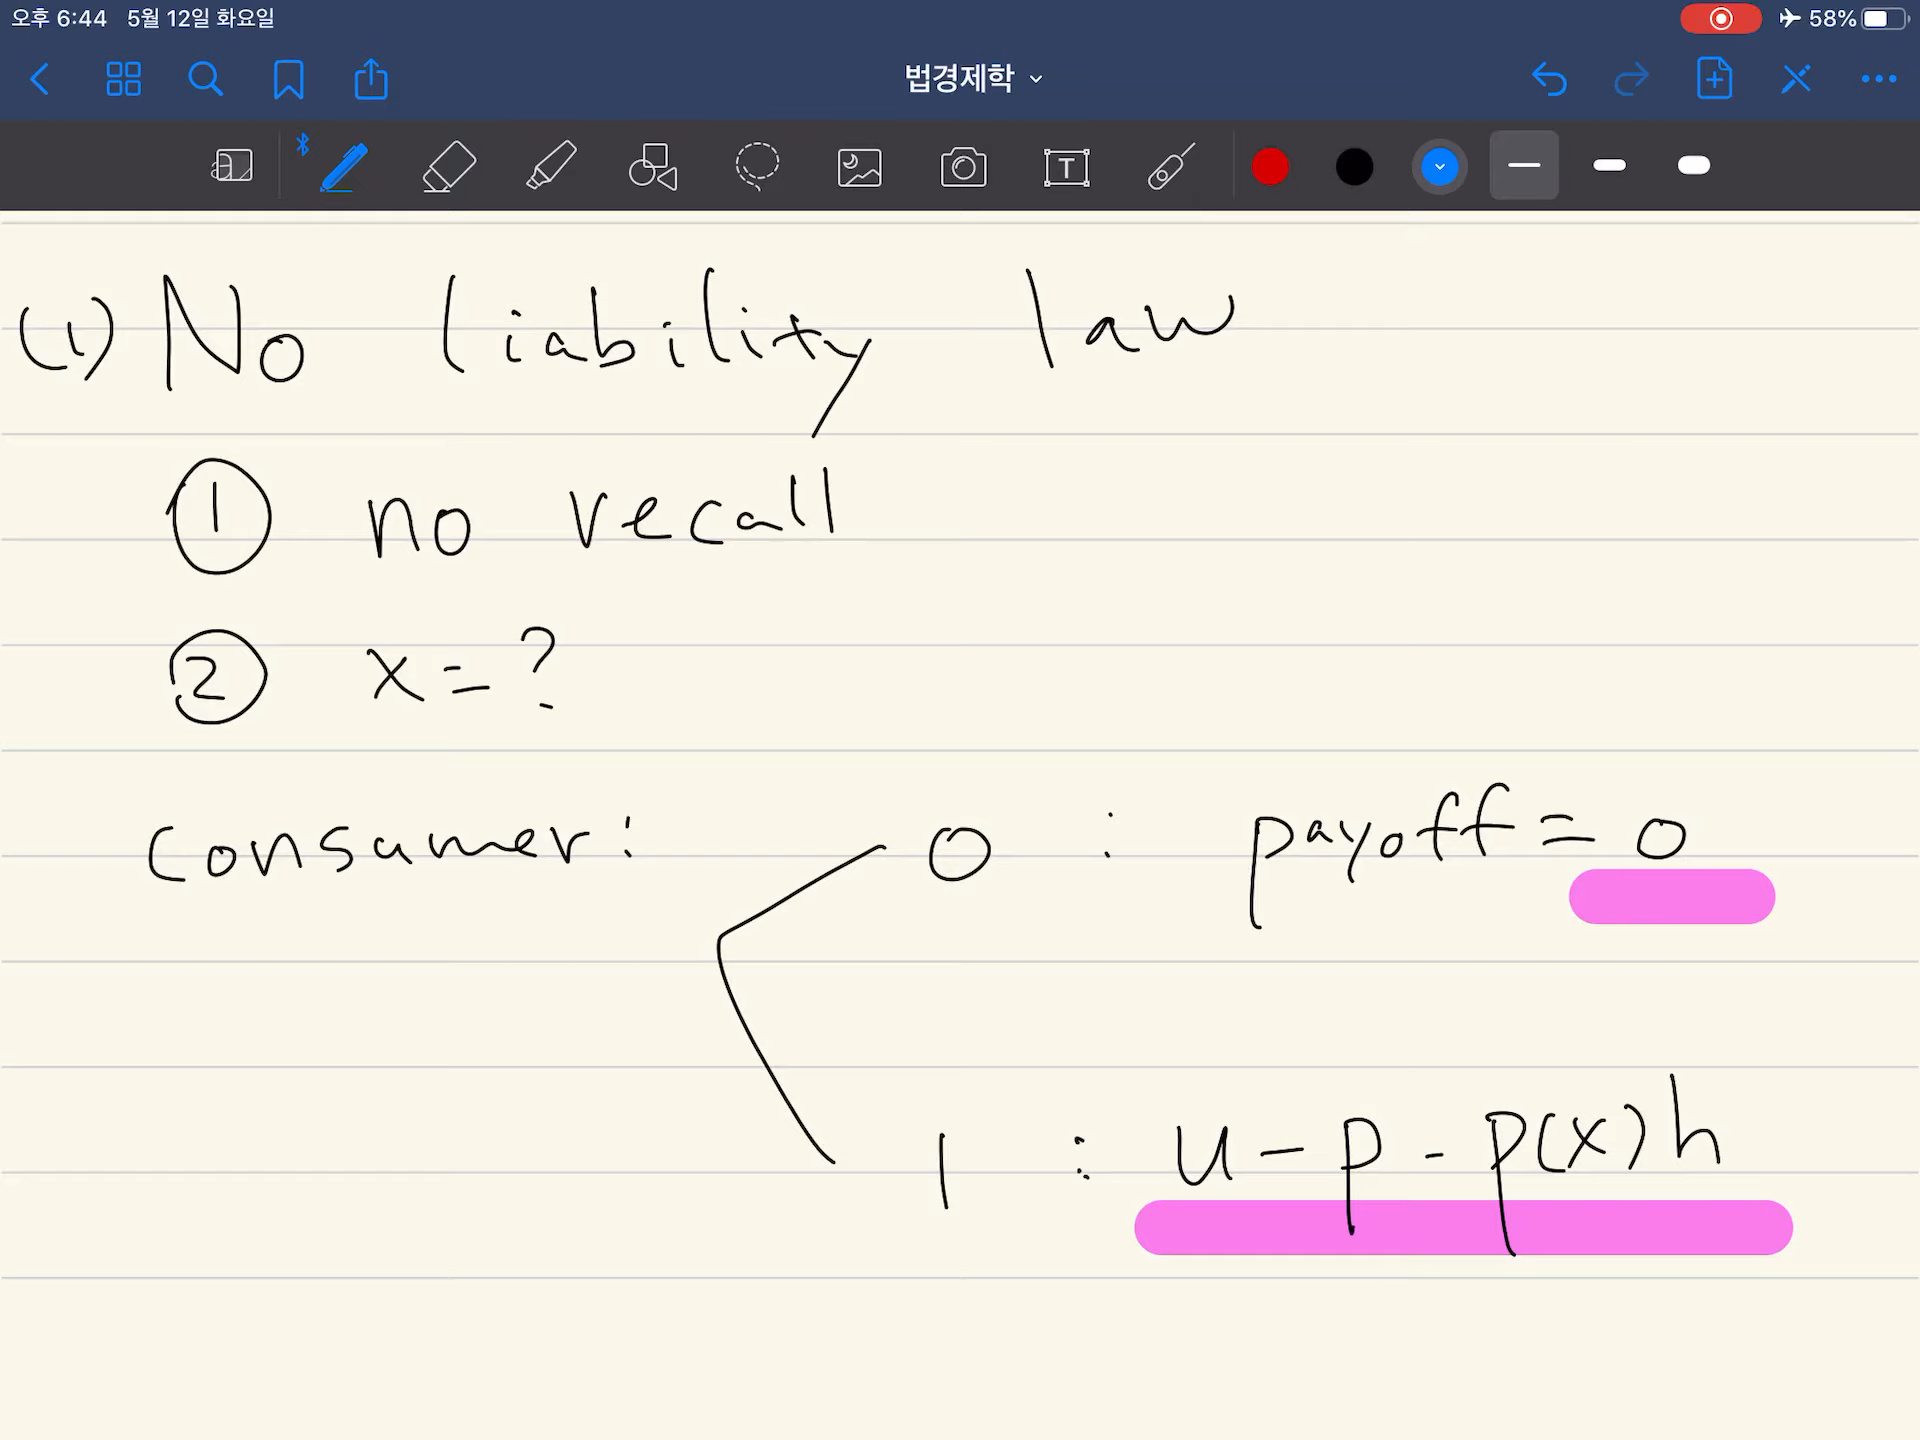 오후 6:44 5월 12일 화요일 58%
법경제학
T
(1) No liability law
① no recall
② x = ?
consumer: 0 : payoff = 0
1 : u - p - p(x)h